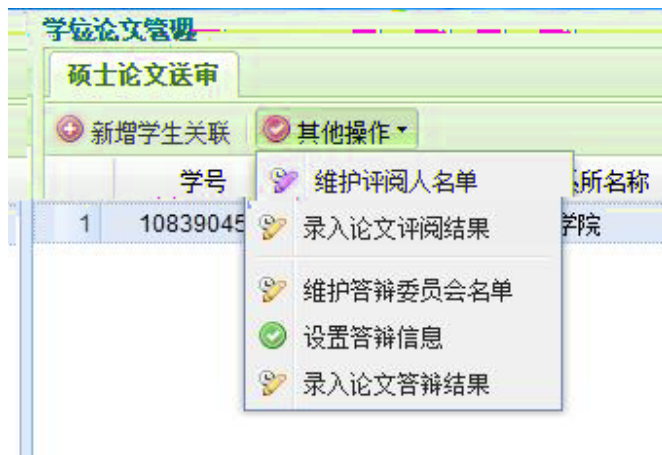 学位论文管理
硕士论文送审
新增学生关联 其他操作
学号 所名称
1 10839045 学院
维护评阅人名单
录入论文评阅结果
维护答辩委员会名单
设置答辩信息
录入论文答辩结果